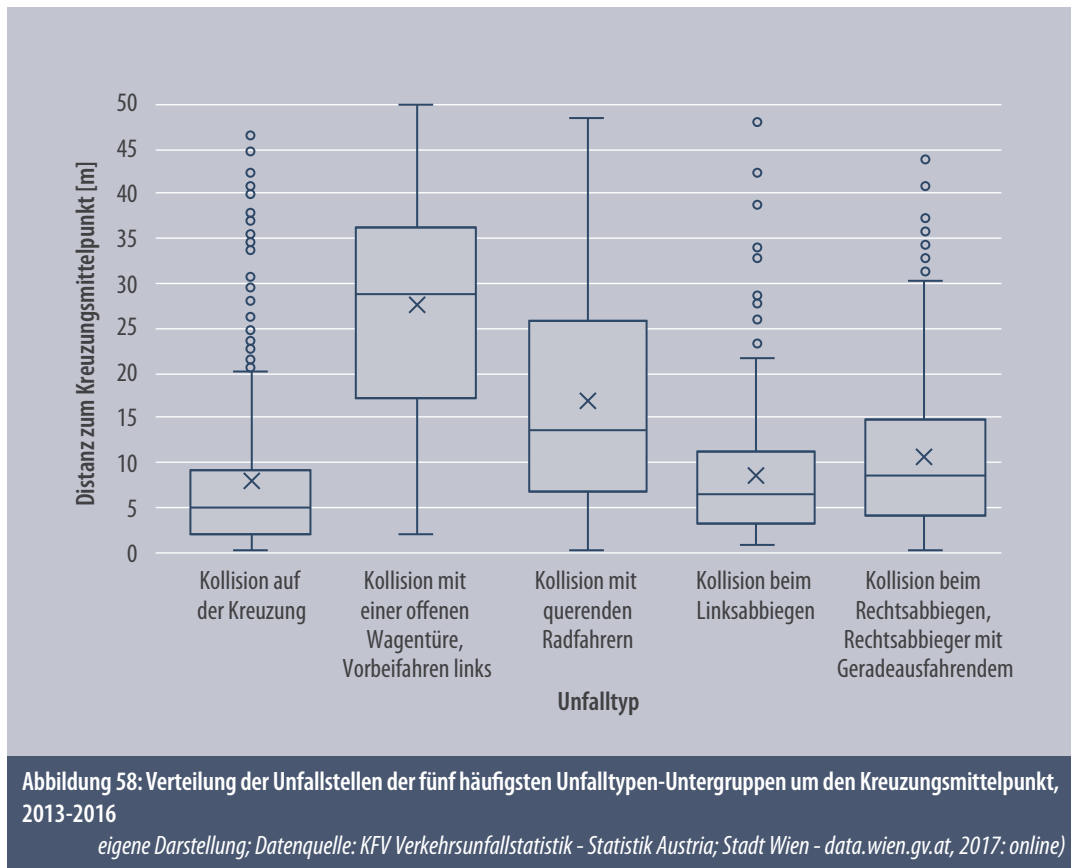 50
45
40
35
30
25
20
15
10
5
0
Distanz zum Kreuzungsmittelpunkt [m]
Kollision auf
der Kreuzung
Kollision mit
einer offenen
Wagentüre,
Vorbeifahren links
Kollision mit
querenden
Radfahrern
Kollision beim
Linksabbiegen
Kollision beim
Rechtsabbiegen,
Rechtsabbieger mit
Geradeausfahrendem
Unfalltyp
Abbildung 58: Verteilung der Unfallstellen der fünf häufigsten Unfalltypen-Untergruppen um den Kreuzungsmittelpunkt,
2013-2016
eigene Darstellung; Datenquelle: KFV Verkehrsunfallstatistik - Statistik Austria; Stadt Wien - data.wien.gv.at, 2017: online)